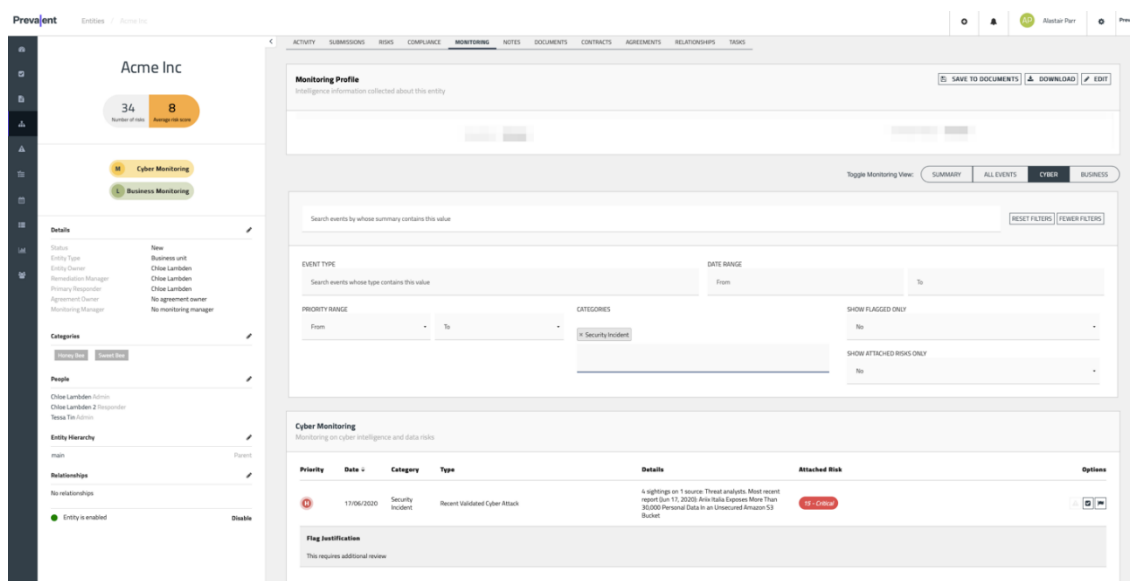 Prevalent
Entities / Acme Inc
AP
Alastair Parr
Prev
Acme Inc
34
Number of risks
8
Average risk score
M Cyber Monitoring
L Business Monitoring
Details
Status New
Entity Type Business unit
Entity Owner Chloe Lambden
Remediation Manager Chloe Lambden
Primary Responder Chloe Lambden
Agreement Owner No agreement owner
Monitoring Manager No monitoring manager
Categories
Honey Bee Sweet Bee
People
Chloe Lambden Admin
Chloe Lambden 2 Responder
Tessa Tin Admin
Entity Hierarchy
main Parent
Relationships
No relationships
Entity is enabled Disable
ACTIVITY SUBMISSIONS RISKS COMPLIANCE MONITORING NOTES DOCUMENTS CONTRACTS AGREEMENTS RELATIONSHIPS TASKS
Monitoring Profile
Intelligence information collected about this entity
SAVE TO DOCUMENTS DOWNLOAD EDIT
Toggle Monitoring View: SUMMARY ALL EVENTS CYBER BUSINESS
Search events by whose summary contains this value
RESET FILTERS FEWER FILTERS
EVENT TYPE DATE RANGE
Search events whose type contains this value From To
PRIORITY RANGE CATEGORIES SHOW FLAGGED ONLY
From To × Security Incident No
SHOW ATTACHED RISKS ONLY
No
Cyber Monitoring
Monitoring on cyber intelligence and data risks
Priority Date ↓ Category Type Details Attached Risk Options
H 17/06/2020 Security Incident Recent Validated Cyber Attack
4 sightings on 1 source: Threat analysts. Most recent
report (Jun 17, 2020): Ariix Italia Exposes More Than
30,000 Personal Data In an Unsecured Amazon S3
Bucket
15 - Critical
Flag Justification
This requires additional review